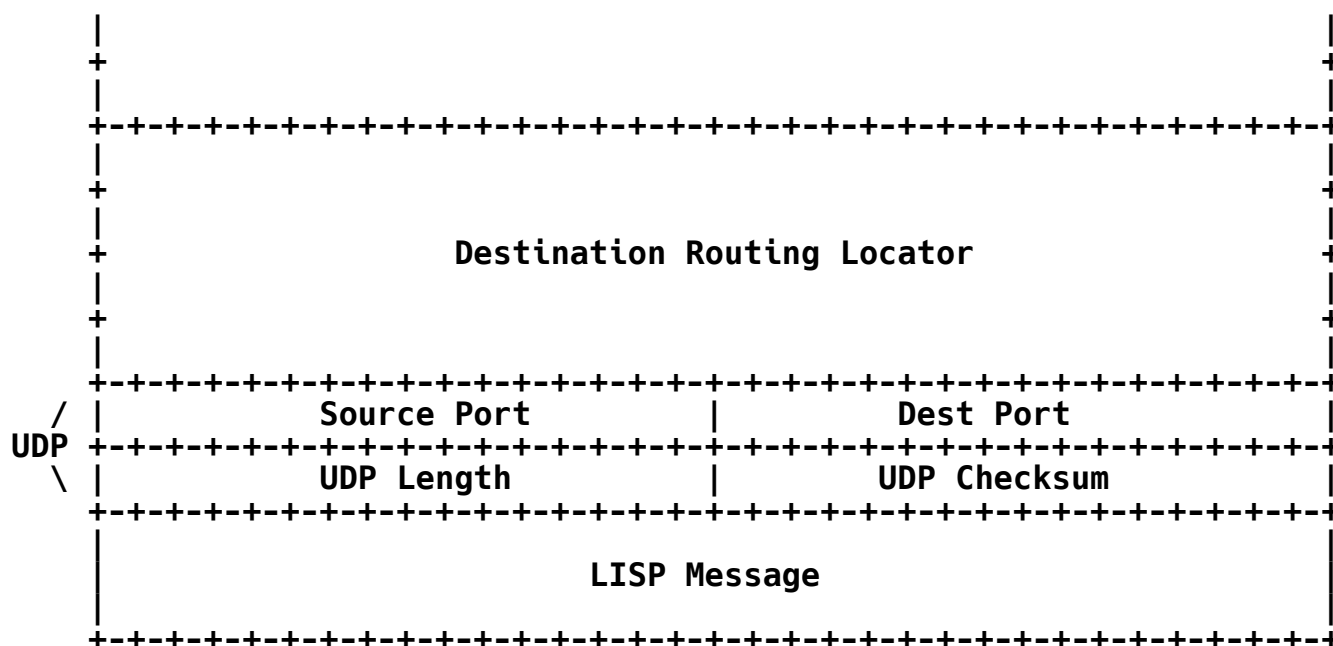 Destination Routing Locator
/ | Source Port | Dest Port |
UDP
\ | UDP Length | UDP Checksum |
LISP Message